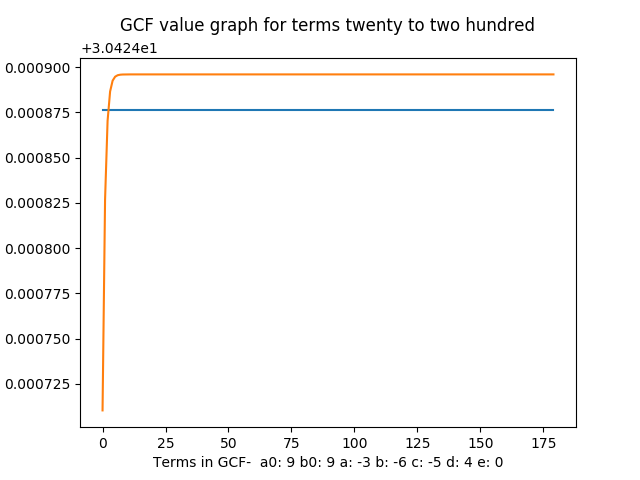 GCF value graph for terms twenty to two hundred
+3.0424e1
0.000900
0.000875
0.000850
0.000825
0.000800
0.000775
0.000750
0.000725
0 25 50 75 100 125 150 175
Terms in GCF-  a0: 9 b0: 9 a: -3 b: -6 c: -5 d: 4 e: 0